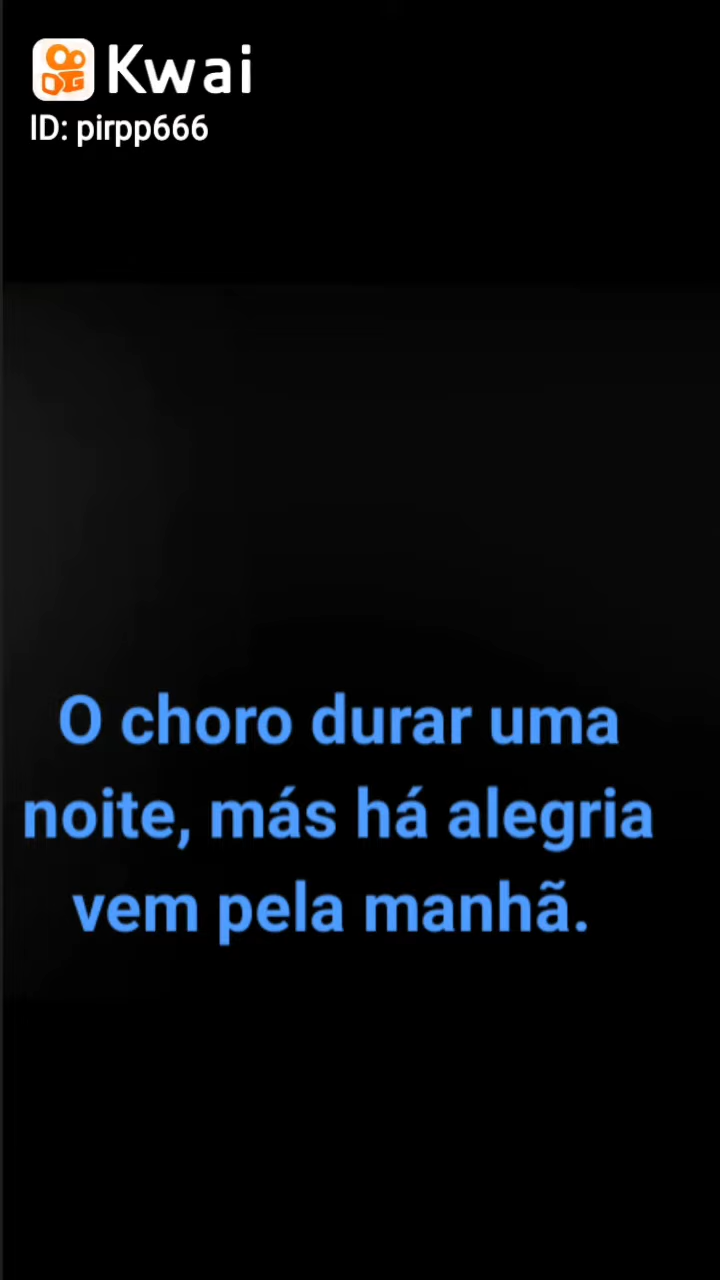 Kwai
ID: pirpp666
O choro durar uma
noite, más há alegria
vem pela manhã.